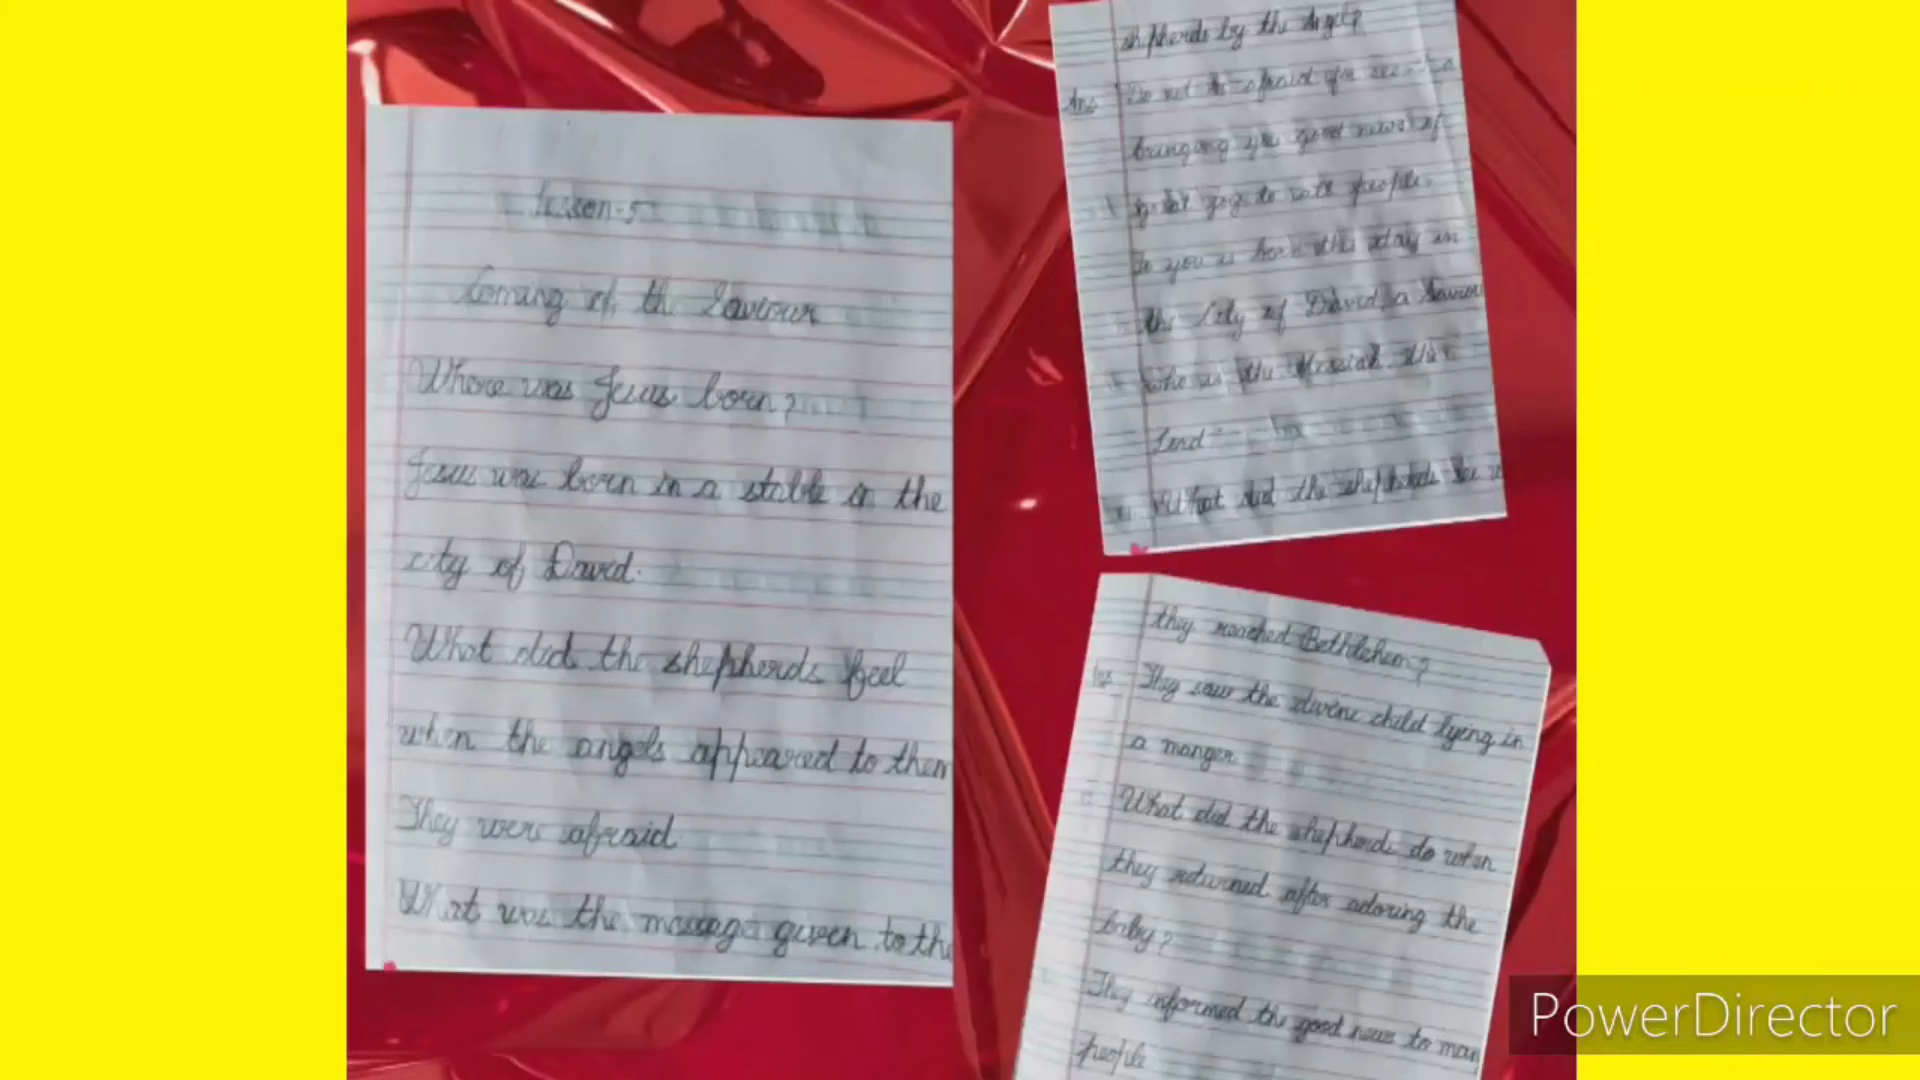 Lesson-5
Coming of the Saviour
Where was Jesus born?
Jesus was born in a stable in the
city of David.
What did the shepherds feel
when the angels appeared to them
They were afraid.
What was the message given to the
shepherds by the Angel?
Ans Do not be afraid for see
you good news of
great joy to all people.
to you is born this day in
the City of David, a Saviou
who is the Messiah, the
Lord"
What did the shepherds see
they reached Bethlehem?
Ans They saw the divine child lyeing in
a manger
What did the shepherds do when
they returned after adoring the
baby?
They informed the good news to man
people
PowerDirector